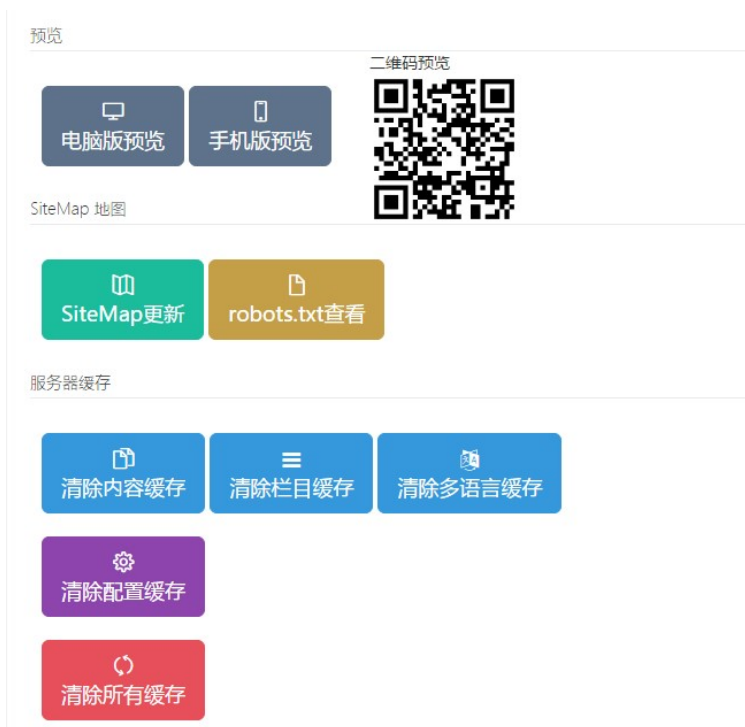 预览
二维码预览
电脑版预览
手机版预览
SiteMap 地图
SiteMap更新
robots.txt查看
服务器缓存
清除内容缓存
清除栏目缓存
清除多语言缓存
清除配置缓存
清除所有缓存